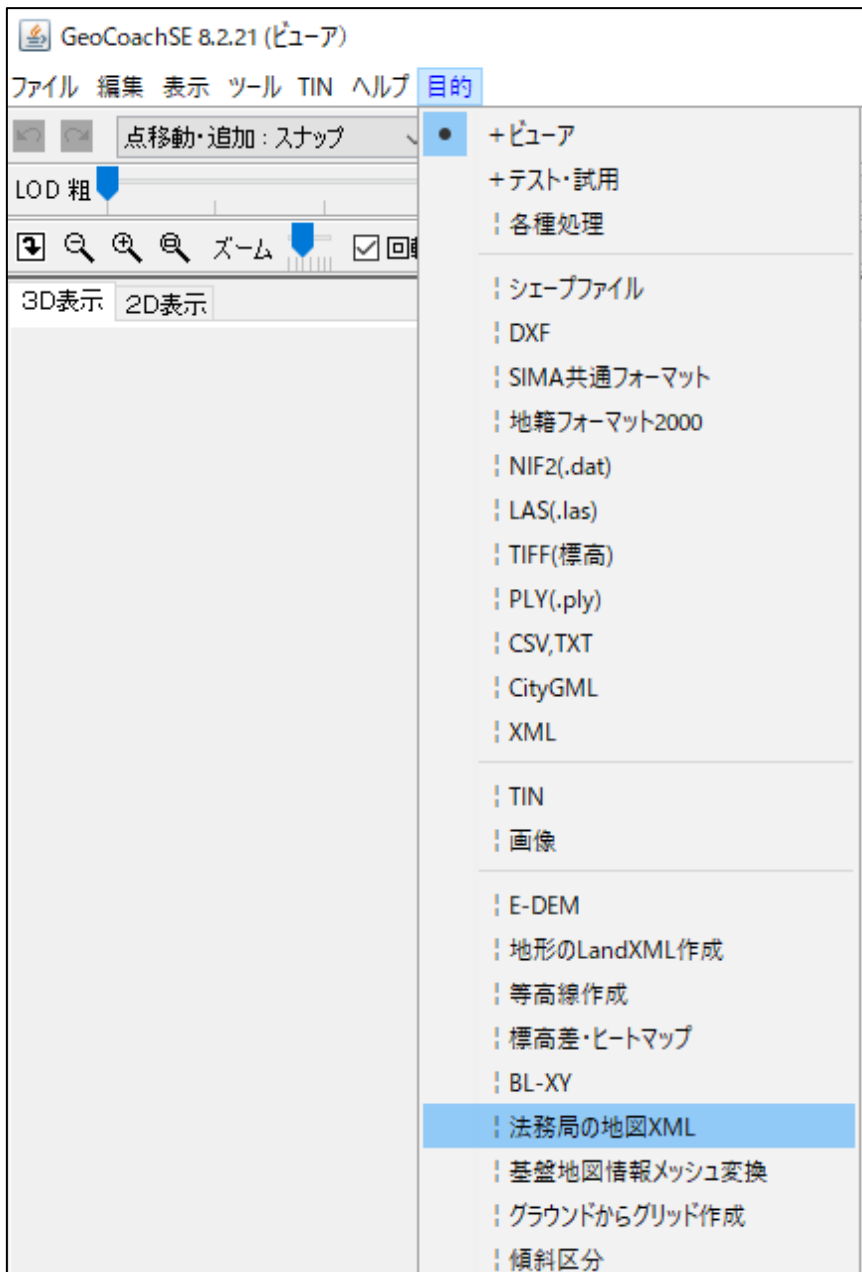 GeoCoachSE 8.2.21 (ビューア)
ファイル 編集 表示 ツール TIN ヘルプ 目的
点移動・追加 : スナップ
+ビューア
LOD 粗
+テスト・試用
¦各種処理
ズーム
3D表示 2D表示
¦シェープファイル
¦DXF
¦SIMA共通フォーマット
¦地籍フォーマット2000
¦NIF2(.dat)
¦LAS(.las)
¦TIFF(標高)
¦PLY(.ply)
¦CSV,TXT
¦CityGML
¦XML
¦TIN
¦画像
¦E-DEM
¦地形のLandXML作成
¦等高線作成
¦標高差・ヒートマップ
¦BL-XY
¦法務局の地図XML
¦基盤地図情報メッシュ変換
¦グラウンドからグリッド作成
¦傾斜区分